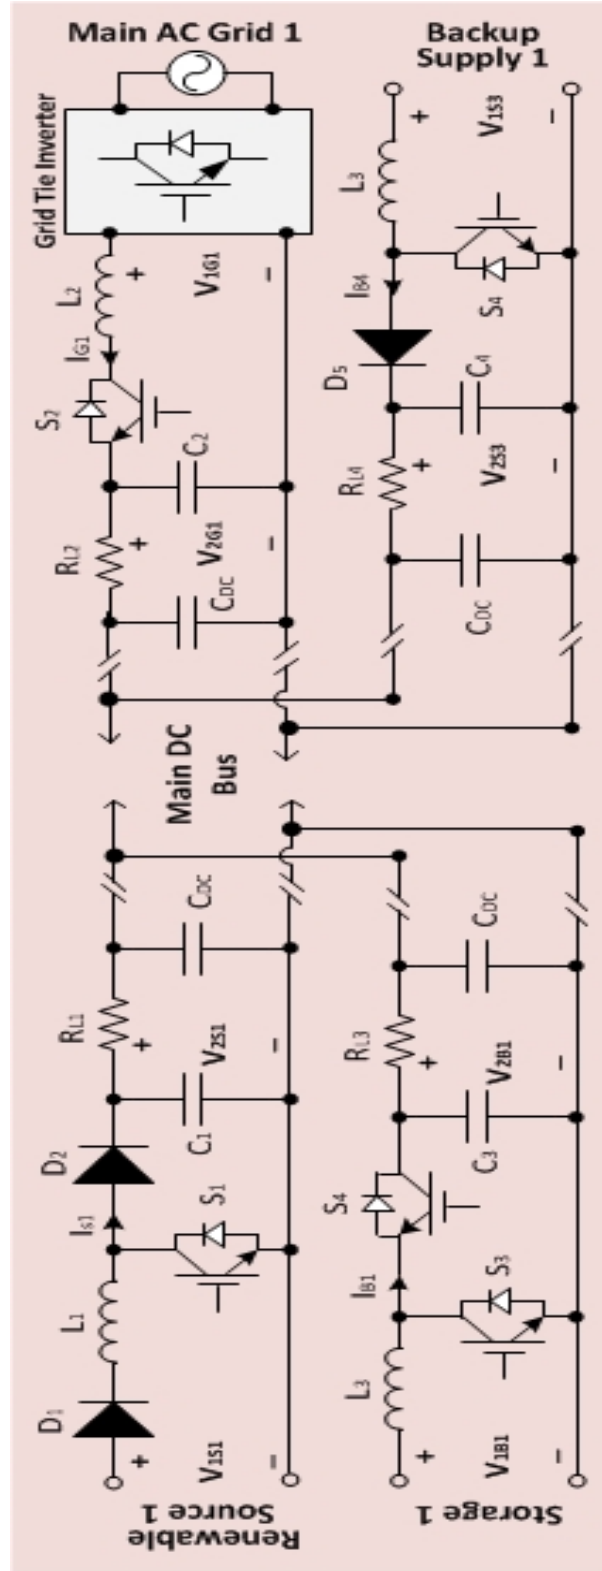 Main AC Grid 1
Grid Tie Inverter
L2
IG1
S2
+
V1G1
−
C2
RL2
+
V2G1
−
CDC
Backup
Supply 1
+
V1S3
−
L3
IB4
S4
D5
C4
RL4
+
V2S3
−
CDC
Main DC
Bus
CDC
RL1
+
V2S1
−
C1
D2
IS1
S1
L1
D1
+
V1S1
−
Renewable
Source 1
CDC
RL3
+
V2B1
−
C3
S4
IB1
S3
L3
+
V1B1
−
Storage 1